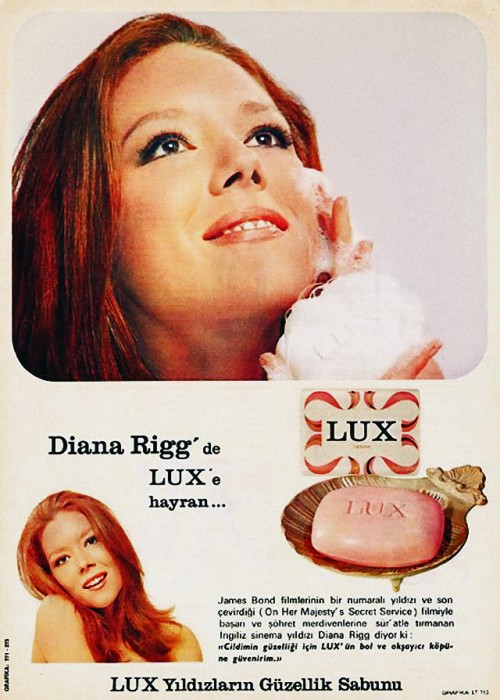 LUX
Diana Rigg' de
LUX'e
hayran...
LUX
James Bond filmlerinin bir numaralı yıldızı ve son
çevirdiği (On Her Majesty's Secret Service) filmiyle
başarı ve şöhret merdivenlerine sür'atle tırmanan
İngiliz sinema yıldızı Diana Rigg diyor ki:
«Cildimin güzelliği için LUX'ün bol ve okşayıcı köpü-
ne güvenirim.»
LUX Yıldızların Güzellik Sabunu